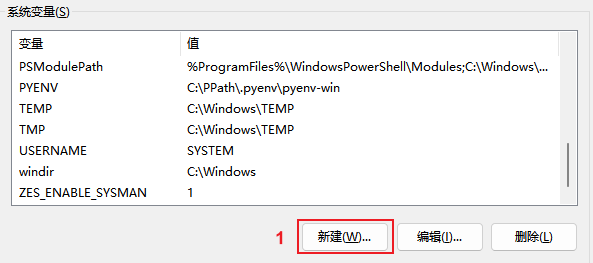 系统变量(S)
变量 值
PSModulePath %ProgramFiles%\WindowsPowerShell\Modules;C:\Windows\...
PYENV C:\PPath\.pyenv\pyenv-win
TEMP C:\Windows\TEMP
TMP C:\Windows\TEMP
USERNAME SYSTEM
windir C:\Windows
ZES_ENABLE_SYSMAN 1
1 新建(W)... 编辑(I)... 删除(L)